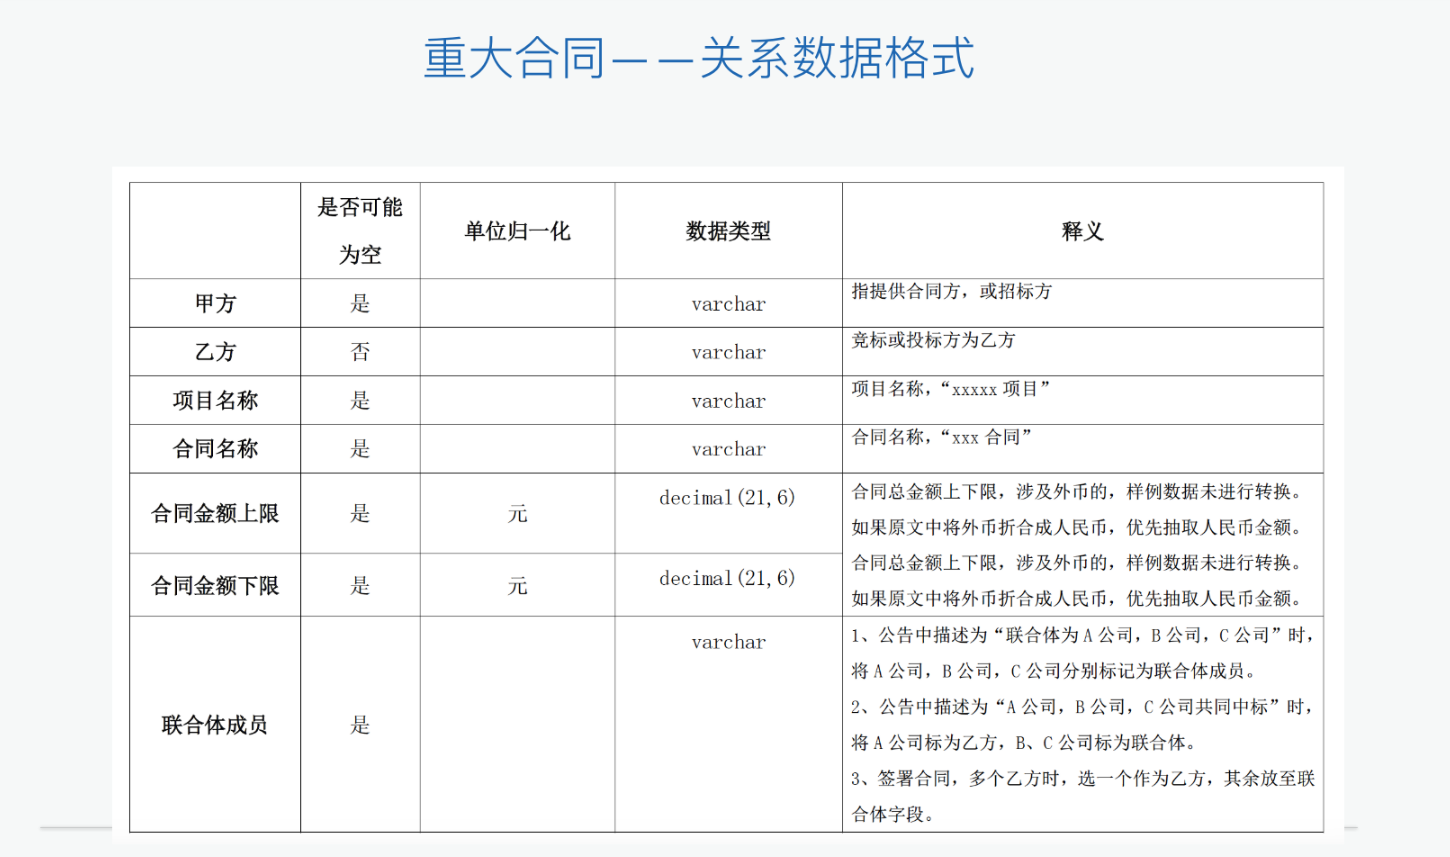 重大合同——关系数据格式
是否可能
为空
单位归一化
数据类型
释义
甲方
是
varchar
指提供合同方，或招标方
乙方
否
varchar
竞标或投标方为乙方
项目名称
是
varchar
项目名称，“xxxxx 项目”
合同名称
是
varchar
合同名称，“xxx 合同”
合同金额上限
是
元
decimal(21,6)
合同总金额上下限，涉及外币的，样例数据未进行转换。
如果原文中将外币折合成人民币，优先抽取人民币金额。
合同金额下限
是
元
decimal(21,6)
合同总金额上下限，涉及外币的，样例数据未进行转换。
如果原文中将外币折合成人民币，优先抽取人民币金额。
联合体成员
是
varchar
1、公告中描述为“联合体为 A 公司，B 公司，C 公司”时，
将 A 公司，B 公司，C 公司分别标记为联合体成员。
2、公告中描述为“A 公司，B 公司，C 公司共同中标”时，
将 A 公司标为乙方，B、C 公司标为联合体。
3、签署合同，多个乙方时，选一个作为乙方，其余放至联
合体字段。